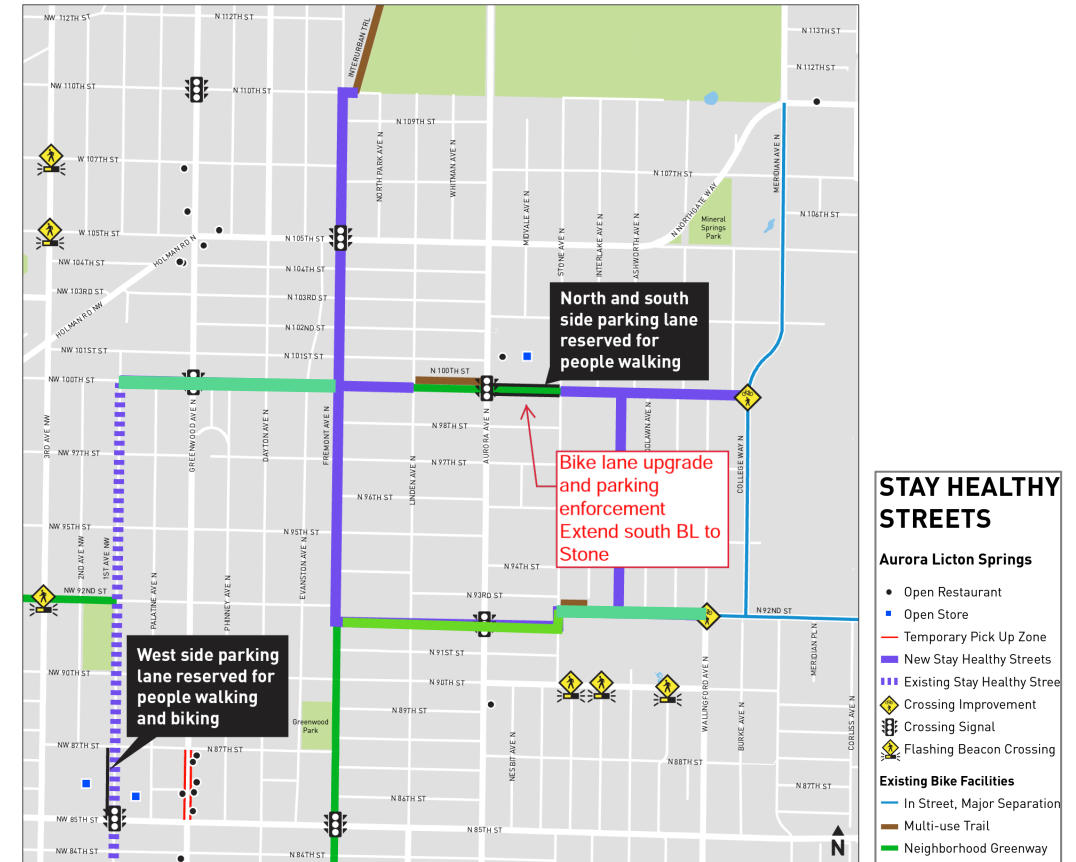 NW 112TH ST
N 112TH ST
INTERURBAN TRL
N 113TH ST
N 112TH ST
NW 110TH ST
N 110TH ST
N 109TH ST
NORTH PARK AVE N
WHITMAN AVE N
MERIDIAN AVE N
W 107TH ST
N 107TH ST
N NORTHGATE WAY
Mineral
Springs
Park
N 106TH ST
MIDVALE AVE N
STONE AVE N
INTERLAKE AVE N
ASHWORTH AVE N
W 105TH ST
HOLMAN RD N
N 105TH ST
NW 104TH ST
N 104TH ST
NW 103RD ST
N 103RD ST
HOLMAN RD NW
N 102ND ST
NW 101ST ST
N 101ST ST
North and south
side parking lane
reserved for
people walking
NW 100TH ST
N 100TH ST
3RD AVE NW
GREENWOOD AVE N
DAYTON AVE N
FREMONT AVE N
LINDEN AVE N
AURORA AVE N
N 98TH ST
NW 97TH ST
N 97TH ST
ODLAWN AVE N
COLLEGE WAY N
Bike lane upgrade
and parking
enforcement
Extend south BL to
Stone
N 96TH ST
NW 95TH ST
N 95TH ST
2ND AVE NW
1ST AVE NW
EVANSTON AVE N
N 94TH ST
N 93RD ST
NW 92ND ST
N 92ND ST
PALATINE AVE N
PHINNEY AVE N
N 91ST ST
MERIDIAN PL N
West side parking
lane reserved for
people walking
and biking
NW 90TH ST
N 90TH ST
WALLINGFORD AVE N
BURKE AVE N
CORLISS AVE N
N 89TH ST
Greenwood
Park
NW 87TH ST
N 87TH ST
NESBIT AVE N
N 88TH ST
N 87TH ST
N 86TH ST
NW 85TH ST
N 85TH ST
NW 84TH ST
N 84TH ST
N
STAY HEALTHY
STREETS
Aurora Licton Springs
Open Restaurant
Open Store
Temporary Pick Up Zone
New Stay Healthy Streets
Existing Stay Healthy Stree
Crossing Improvement
Crossing Signal
Flashing Beacon Crossing
Existing Bike Facilities
In Street, Major Separation
Multi-use Trail
Neighborhood Greenway